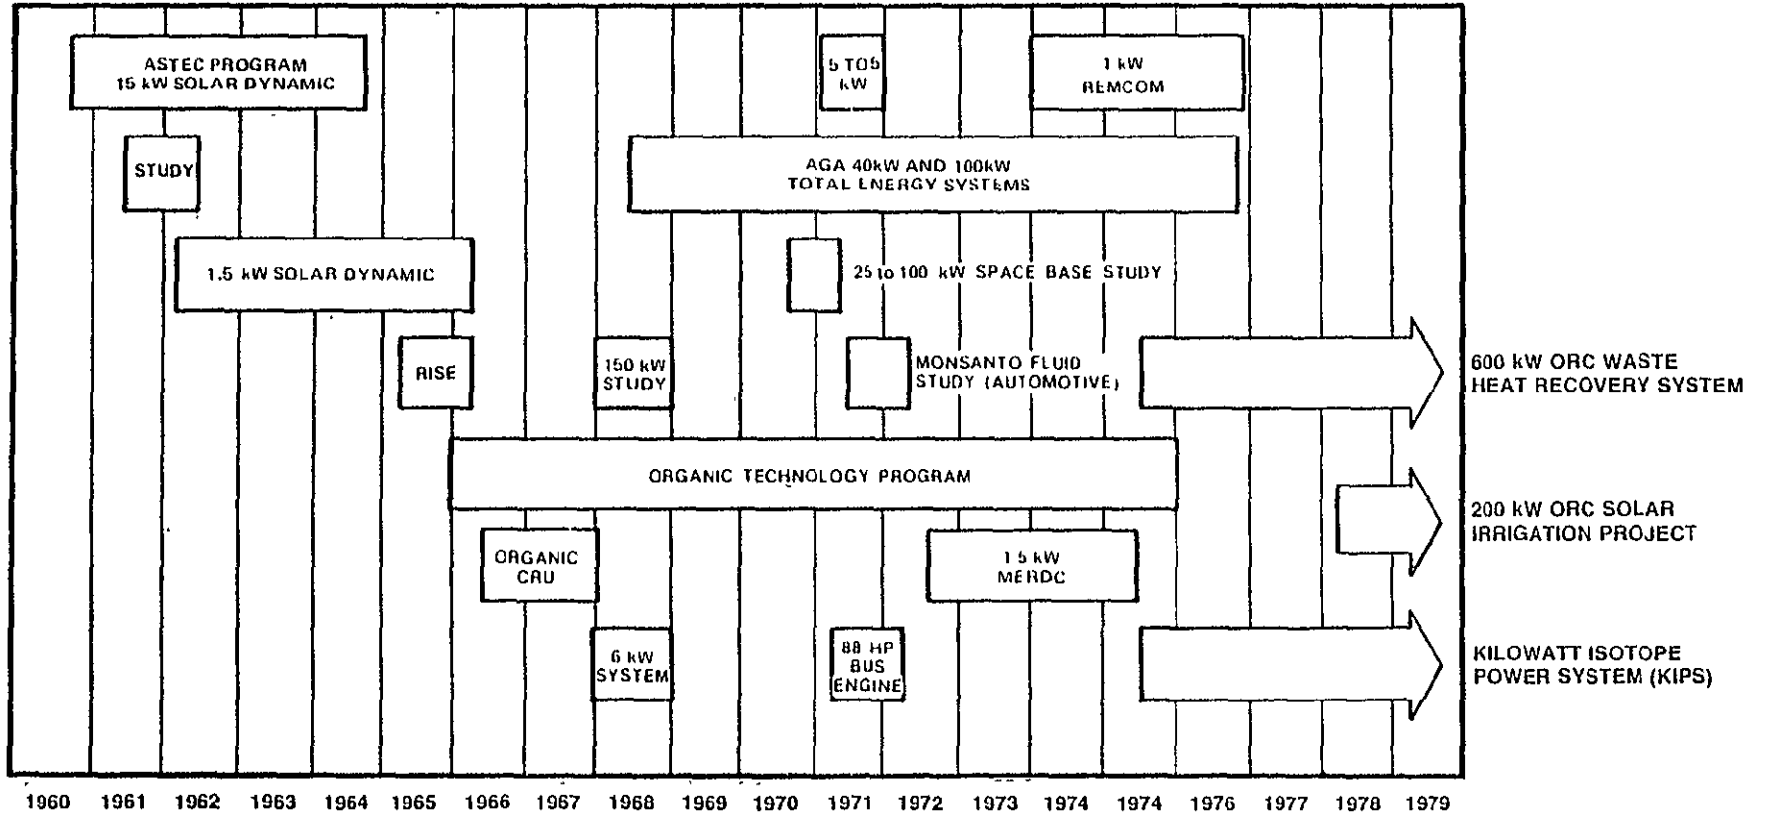 ASTEC PROGRAM
15 kW SOLAR DYNAMIC
5 TO5
kW
1 kW
REMCOM
STUDY
AGA 40kW AND 100kW
TOTAL ENERGY SYSTEMS
1.5 kW SOLAR DYNAMIC
25 to 100 kW SPACE BASE STUDY
RISE
150 kW
STUDY
MONSANTO FLUID
STUDY (AUTOMOTIVE)
600 kW ORC WASTE
HEAT RECOVERY SYSTEM
ORGANIC TECHNOLOGY PROGRAM
200 kW ORC SOLAR
IRRIGATION PROJECT
ORGANIC
CRU
1 5 kW
MERDC
6 kW
SYSTEM
88 HP
BUS
ENGINE
KILOWATT ISOTOPE
POWER SYSTEM (KIPS)
1960 1961 1962 1963 1964 1965 1966 1967 1968 1969 1970 1971 1972 1973 1974 1974 1976 1977 1978 1979